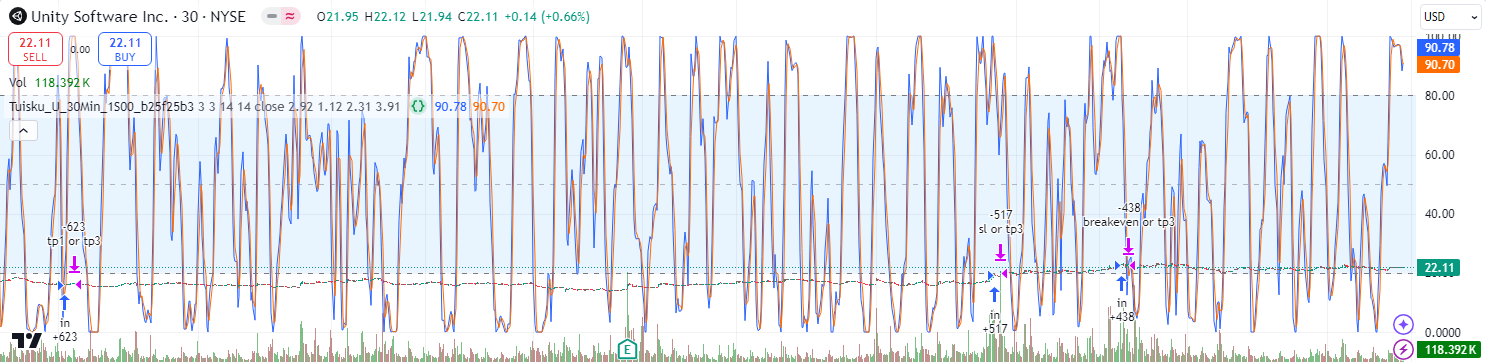 Unity Software Inc. · 30 · NYSE O21.95 H22.12 L21.94 C22.11 +0.14 (+0.66%)
USD
22.11 SELL
0.00
22.11 BUY
Vol 118.392 K
Tuisku_U_30Min_1S00_b25f25b3 3 3 14 14 close 2.92 1.12 2.31 3.91 {} 90.78 90.70
100.00
90.78
90.70
80.00
60.00
40.00
22.11
0.0000
118.392 K
-623
tp1 or tp3
in
+623
-517
sl or tp3
in
+517
-438
breakeven or tp3
in
+438
E